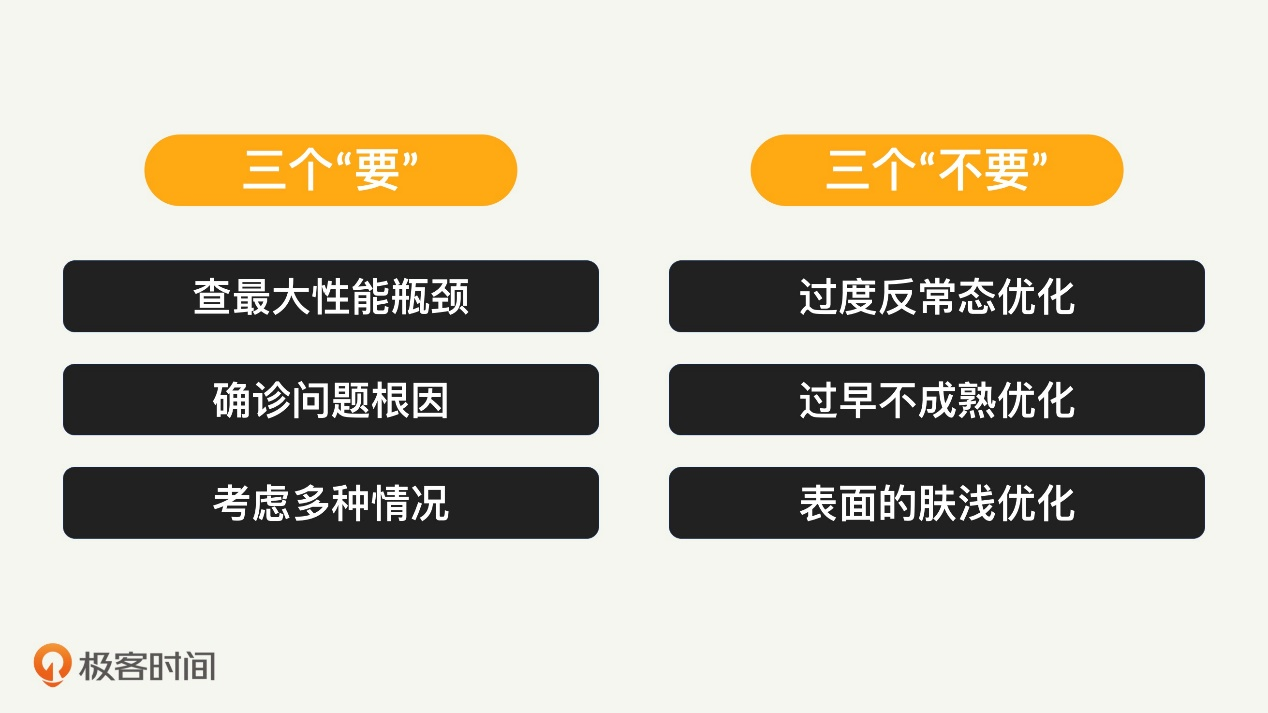 三个“要”
查最大性能瓶颈
确诊问题根因
考虑多种情况
三个“不要”
过度反常态优化
过早不成熟优化
表面的肤浅优化
极客时间